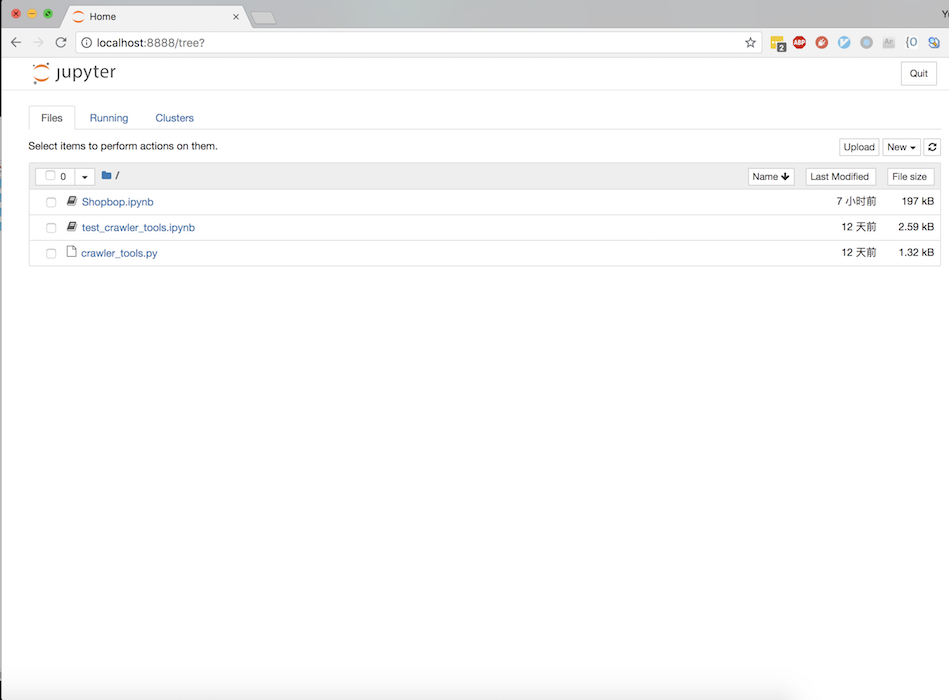 Home
localhost:8888/tree?
2
ABP
jupyter
Quit
Files Running Clusters
Select items to perform actions on them.
Upload New
0 / Name Last Modified File size
Shopbop.ipynb 7 小时前 197 kB
test_crawler_tools.ipynb 12 天前 2.59 kB
crawler_tools.py 12 天前 1.32 kB